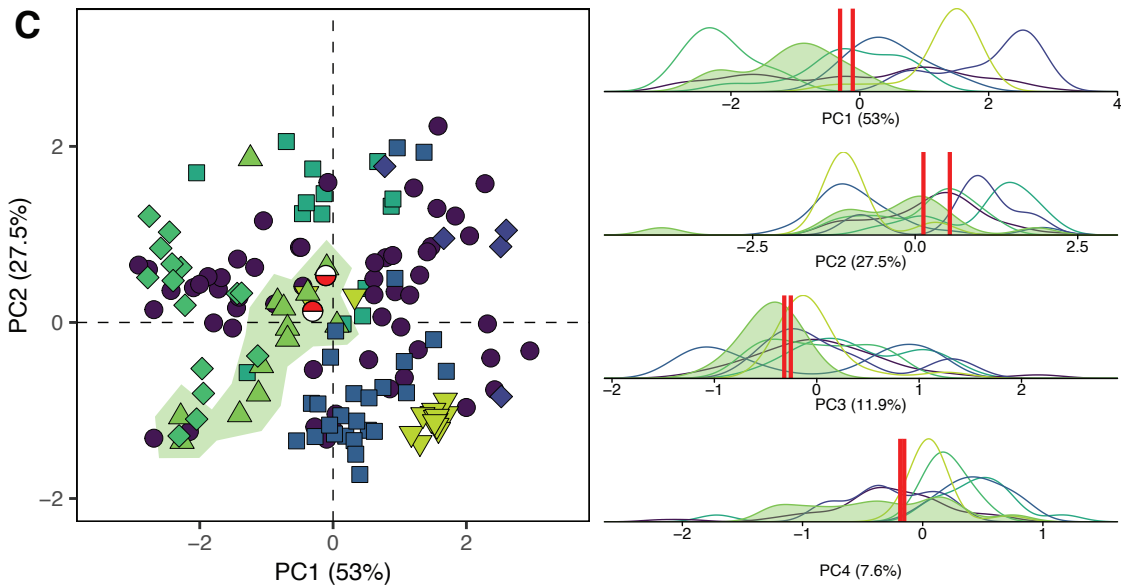 C
PC2 (27.5%)
2
0
−2
−2 0 2
PC1 (53%)
−2 0 2 4
PC1 (53%)
−2.5 0.0 2.5
PC2 (27.5%)
−2 −1 0 1 2
PC3 (11.9%)
−2 −1 0 1
PC4 (7.6%)